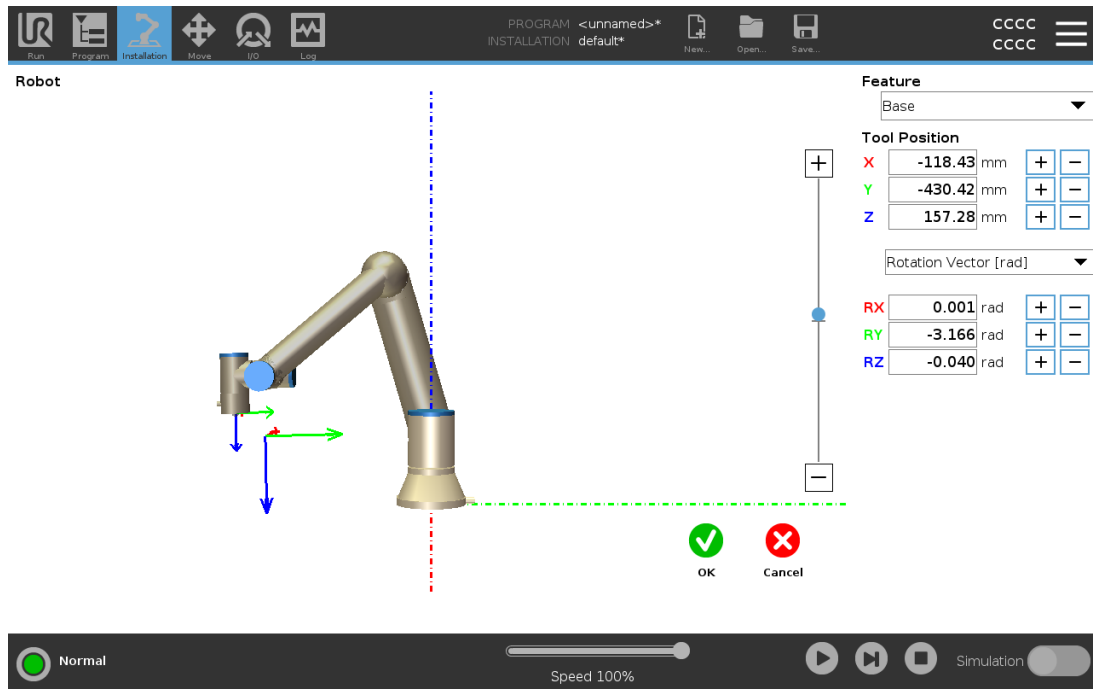 UR
PROGRAM <unnamed>*
INSTALLATION default*
CCCC
CCCC
Run Program Installation Move I/O Log New... Open... Save...
Robot
Feature
Base
Tool Position
X -118.43 mm + −
Y -430.42 mm + −
Z 157.28 mm + −
Rotation Vector [rad]
RX 0.001 rad + −
RY -3.166 rad + −
RZ -0.040 rad + −
+
−
OK Cancel
Normal
Speed 100%
Simulation